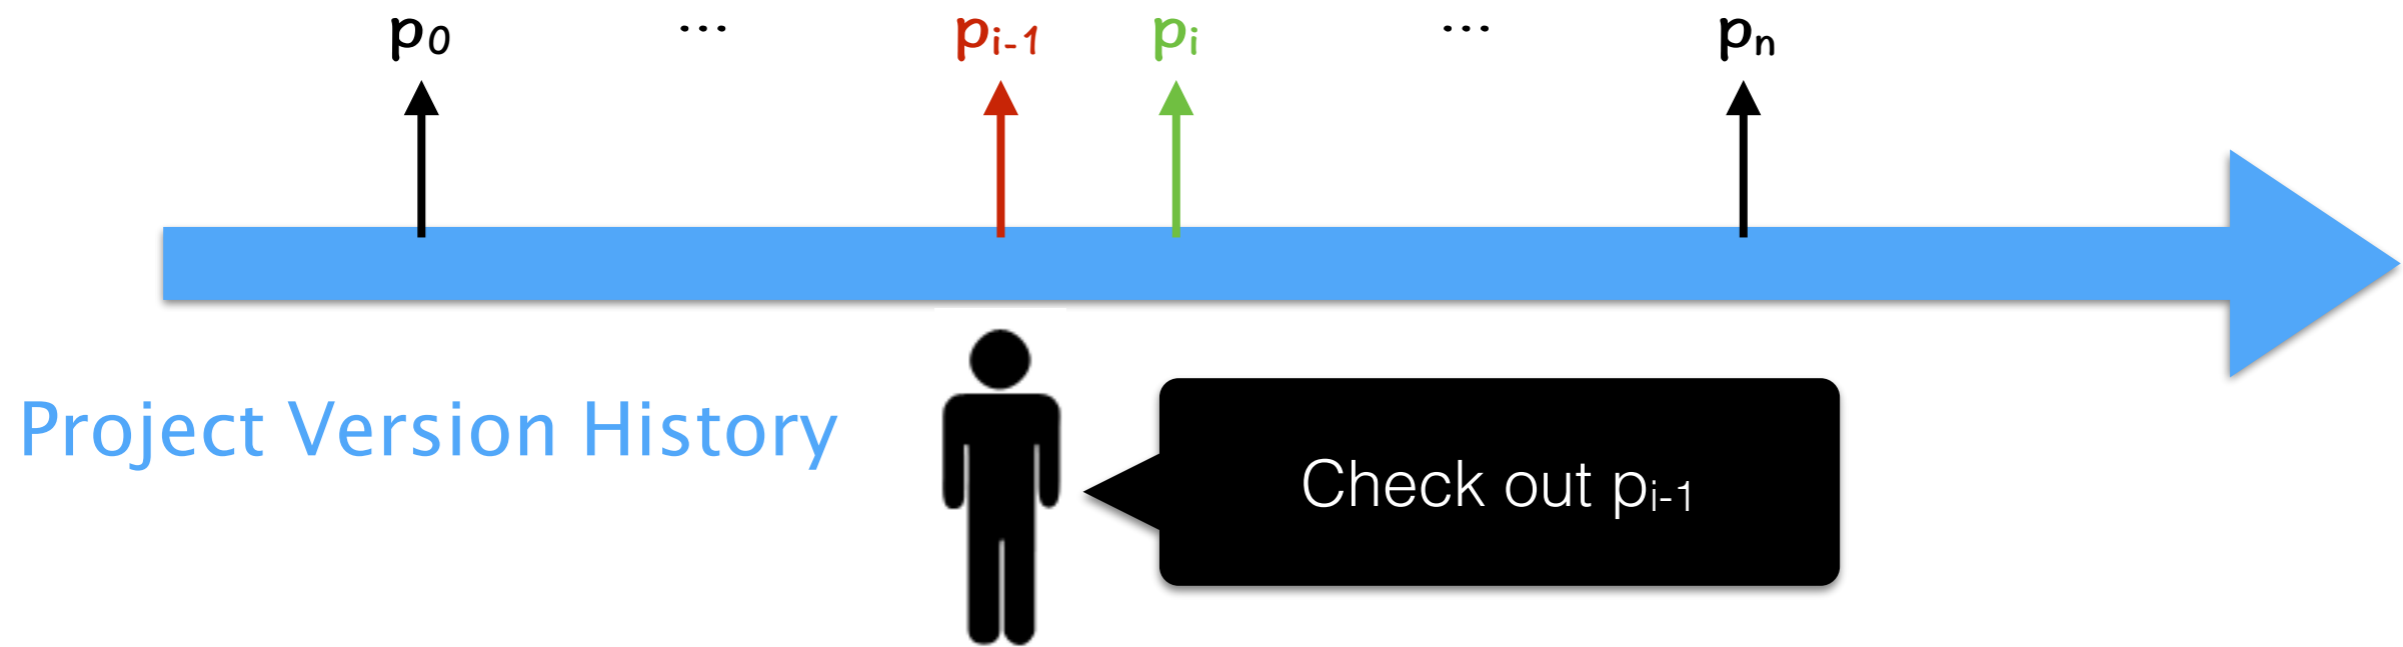 p0 ... pi-1 pi ... pn
Project Version History
Check out pi-1